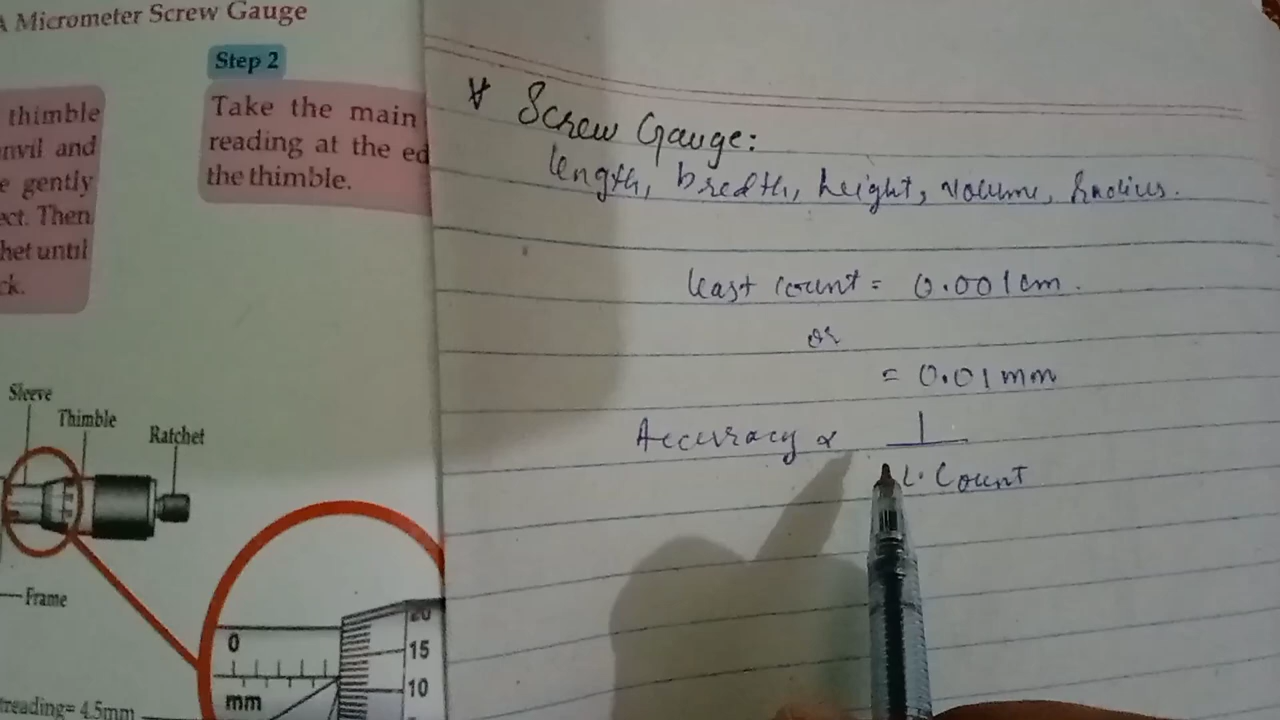 A Micrometer Screw Gauge
thimble
nvil and
e gently
ect. Then
het until
ck.
Step 2
Take the main
reading at the ed
the thimble.
Sleeve
Thimble
Ratchet
Frame
0
mm
20
15
10
reading= 4.5mm
Screw Gauge:
length, bredth, height, volume, Radius.
least count = 0.001cm.
or
= 0.01mm
Accuracy ∝ 1
L. Count